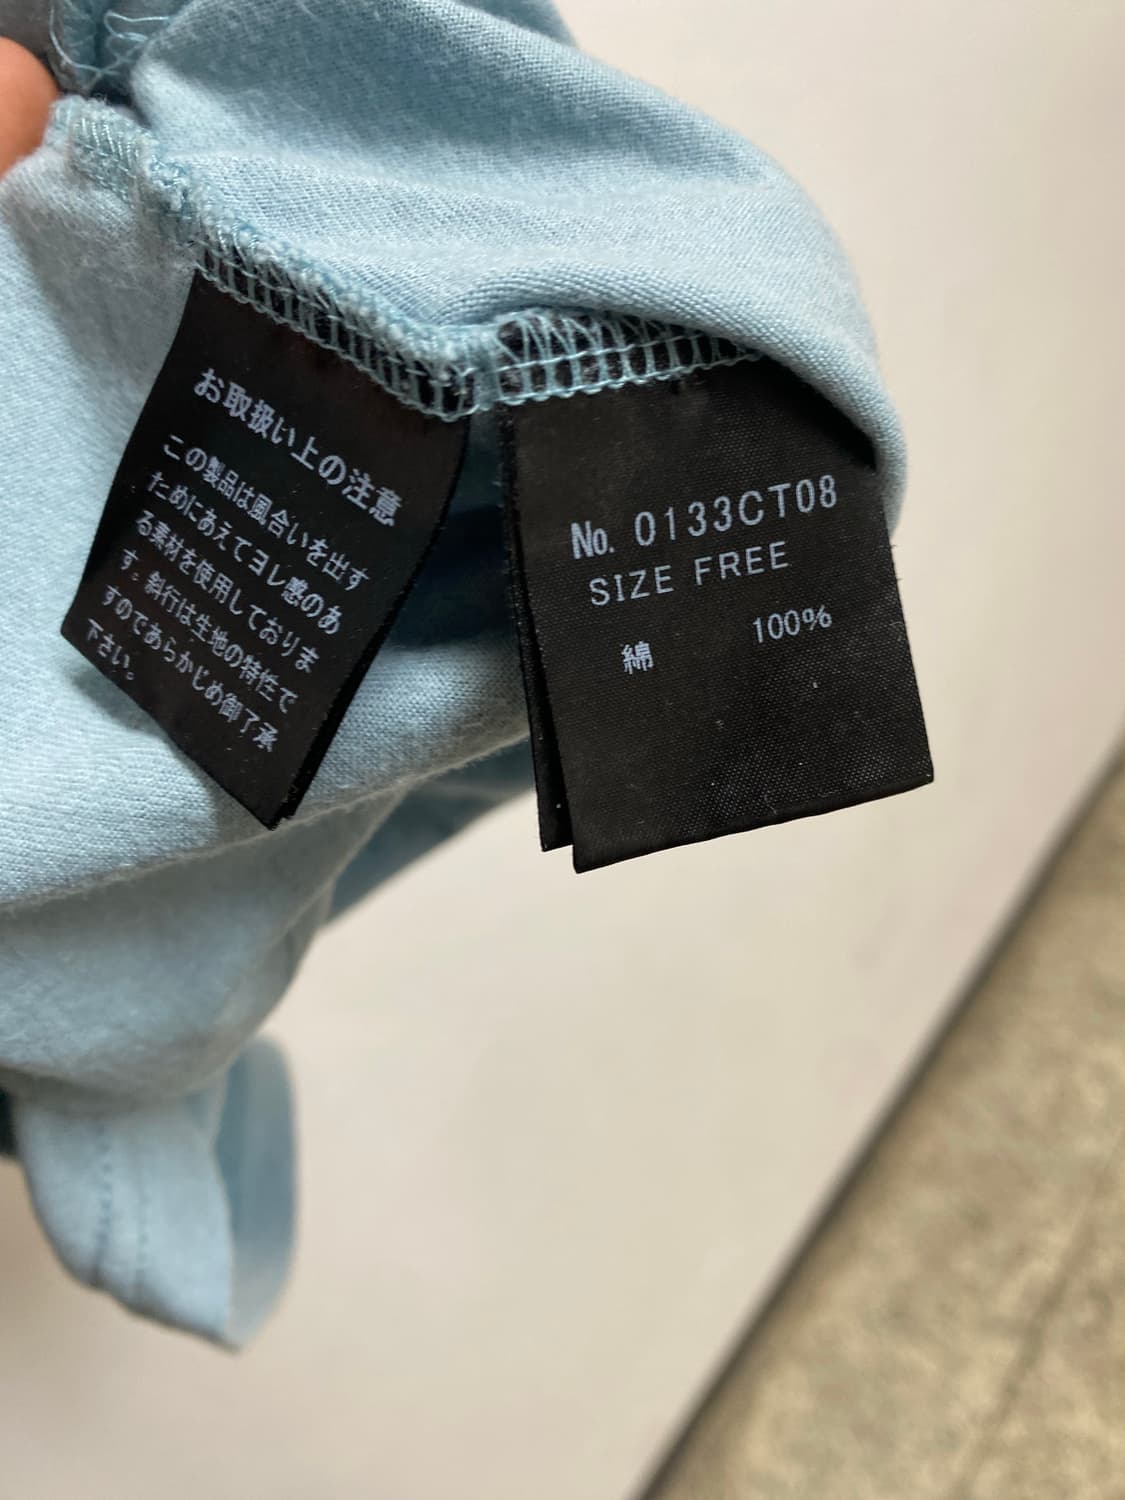 お取扱い上の注意
この製品は風合いを出す
ためにあえてヨレ感のあ
る素材を使用しておりま
す。斜行は生地の特性で
すのであらかじめ御了承
下さい。
No. 0133CT08
SIZE FREE
綿 100%